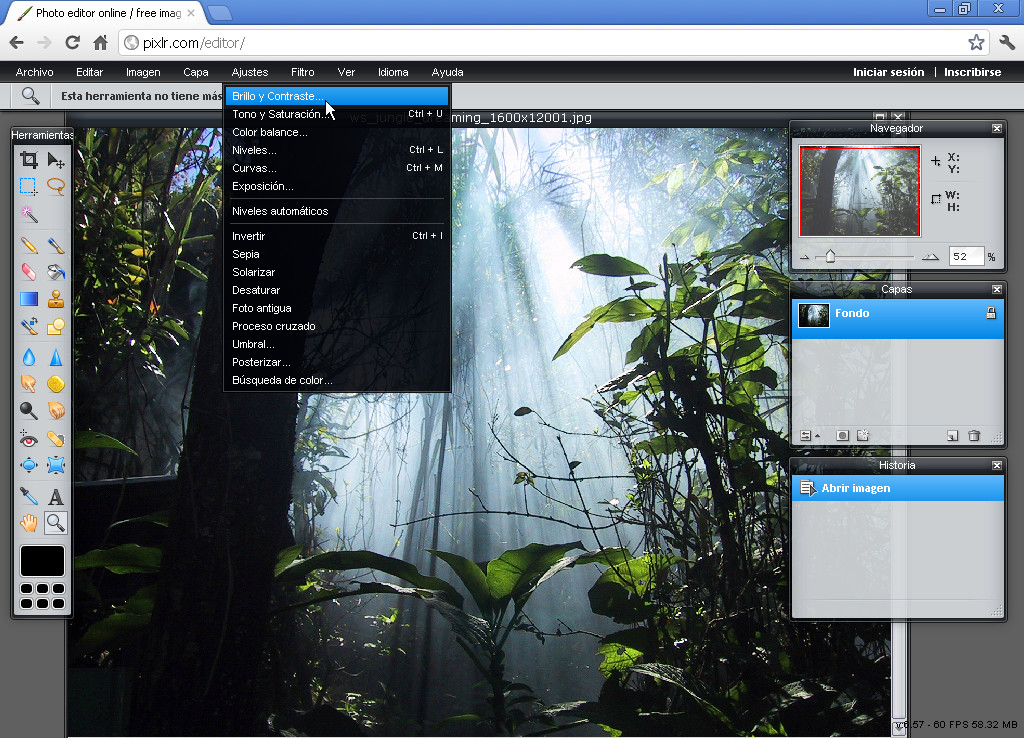 Photo editor online / free imag
pixlr.com/editor/
Archivo Editar Imagen Capa Ajustes Filtro Ver Idioma Ayuda Iniciar sesión | Inscribirse
Esta herramienta no tiene más
Brillo y Contraste...
Tono y Saturación... Ctrl + U
Color balance...
Niveles... Ctrl + L
Curvas... Ctrl + M
Exposición...
Niveles automáticos
Invertir Ctrl + I
Sepia
Solarizar
Desaturar
Foto antigua
Proceso cruzado
Umbral...
Posterizar...
Búsqueda de color...
ming_1600x12001.jpg
Herramientas
A
Navegador
X:
Y:
W:
H:
52 %
Capas
Fondo
Historia
Abrir imagen
57 - 60 FPS 58.32 MB